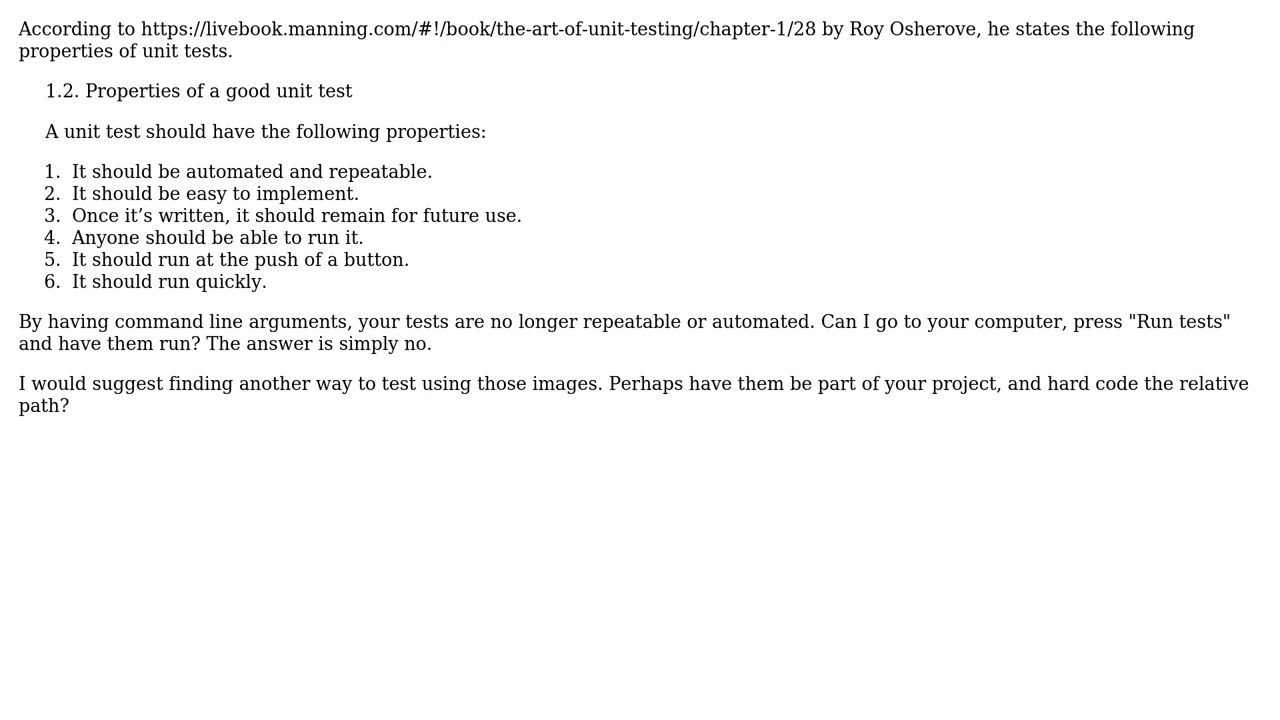 According to https://livebook.manning.com/#!/book/the-art-of-unit-testing/chapter-1/28 by Roy Osherove, he states the following
properties of unit tests.
1.2. Properties of a good unit test
A unit test should have the following properties:
1. It should be automated and repeatable.
2. It should be easy to implement.
3. Once it’s written, it should remain for future use.
4. Anyone should be able to run it.
5. It should run at the push of a button.
6. It should run quickly.
By having command line arguments, your tests are no longer repeatable or automated. Can I go to your computer, press "Run tests"
and have them run? The answer is simply no.
I would suggest finding another way to test using those images. Perhaps have them be part of your project, and hard code the relative
path?